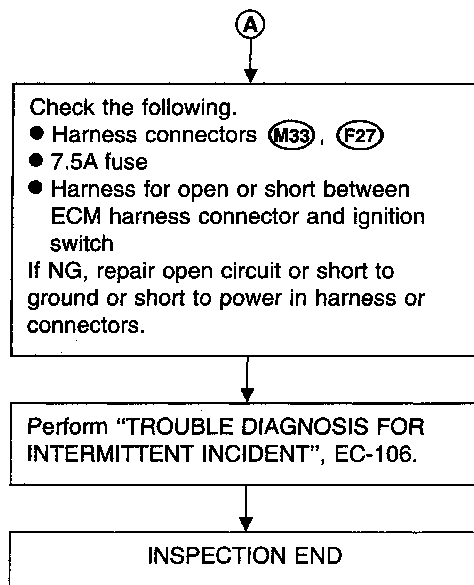 A
Check the following.
● Harness connectors M33, F27
● 7.5A fuse
● Harness for open or short between
ECM harness connector and ignition
switch
If NG, repair open circuit or short to
ground or short to power in harness or
connectors.
Perform “TROUBLE DIAGNOSIS FOR
INTERMITTENT INCIDENT”, EC-106.
INSPECTION END